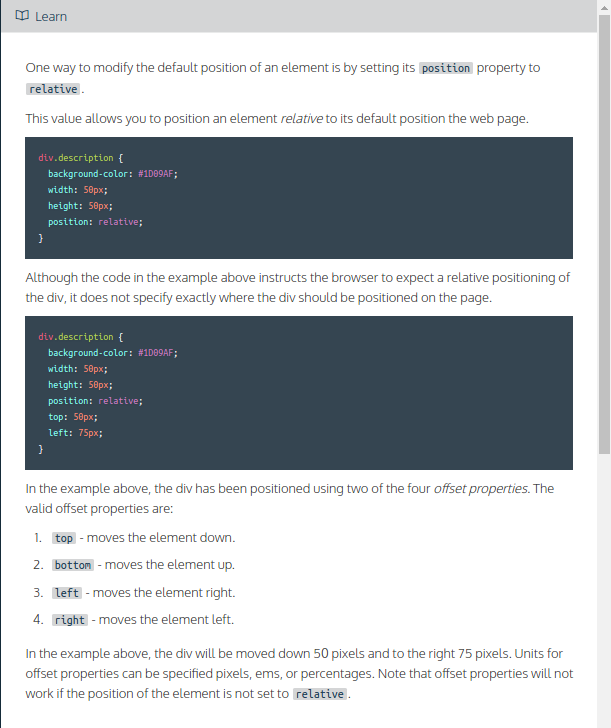 Learn
One way to modify the default position of an element is by setting its position property to
relative.
This value allows you to position an element relative to its default position the web page.
div.description {
background-color: #1D09AF;
width: 50px;
height: 50px;
position: relative;
}
Although the code in the example above instructs the browser to expect a relative positioning of
the div, it does not specify exactly where the div should be positioned on the page.
div.description {
background-color: #1D09AF;
width: 50px;
height: 50px;
position: relative;
top: 50px;
left: 75px;
}
In the example above, the div has been positioned using two of the four offset properties. The
valid offset properties are:
1. top - moves the element down.
2. bottom - moves the element up.
3. left - moves the element right.
4. right - moves the element left.
In the example above, the div will be moved down 50 pixels and to the right 75 pixels. Units for
offset properties can be specified pixels, ems, or percentages. Note that offset properties will not
work if the position of the element is not set to relative.